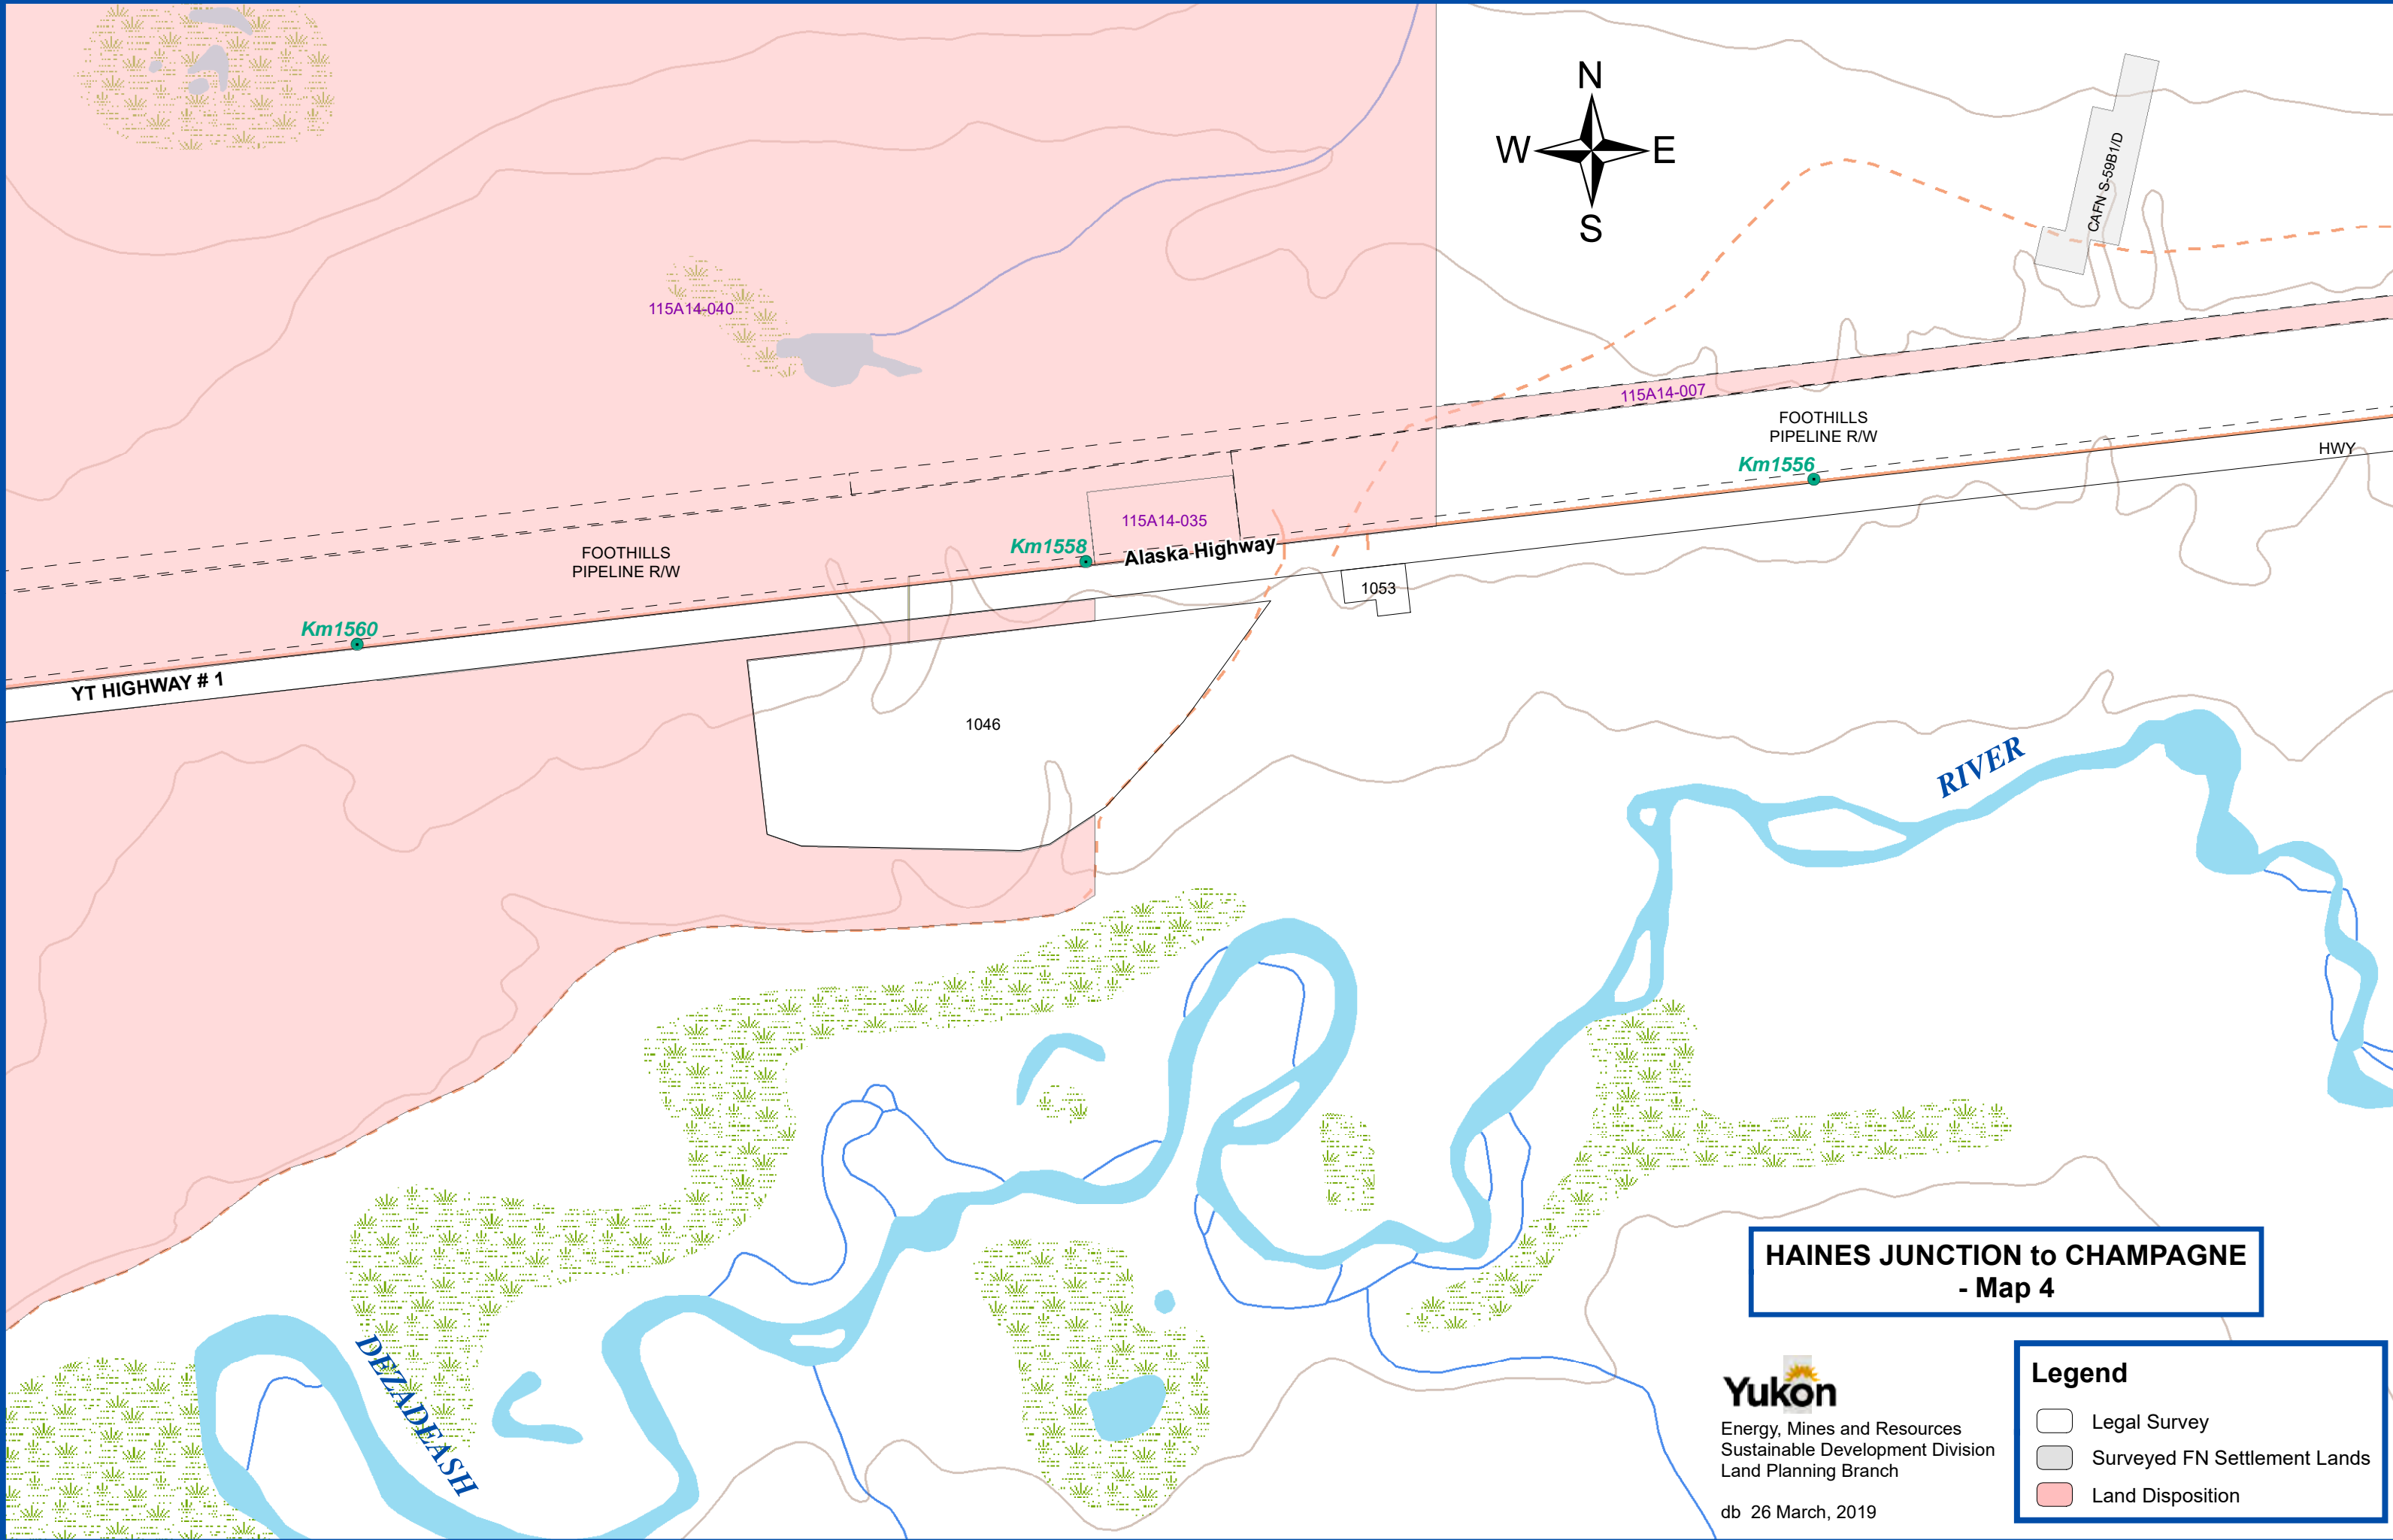 N
W E
S
CAFN S-59B1/D
115A14-040
115A14-007
FOOTHILLS
PIPELINE R/W
HWY
Km1556
115A14-035
Km1558
Alaska Highway
FOOTHILLS
PIPELINE R/W
1053
Km1560
YT HIGHWAY # 1
1046
RIVER
DEZADEASH
HAINES JUNCTION to CHAMPAGNE
- Map 4
Yukon
Energy, Mines and Resources
Sustainable Development Division
Land Planning Branch
db 26 March, 2019
Legend
Legal Survey
Surveyed FN Settlement Lands
Land Disposition